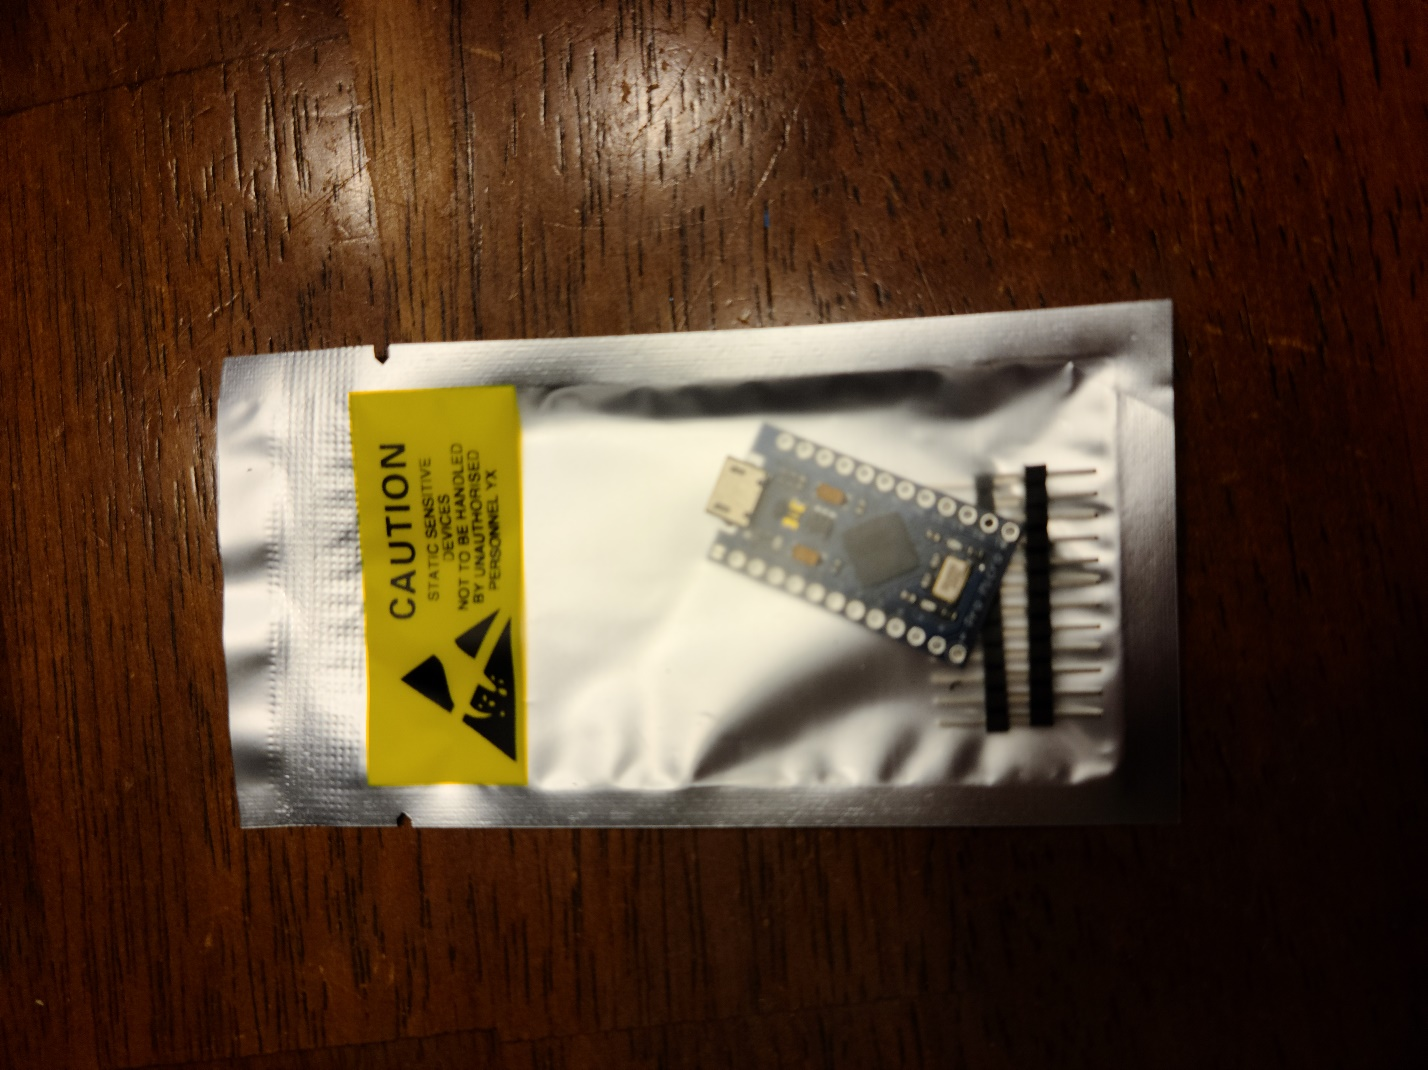 CAUTION
STATIC SENSITIVE
DEVICES
NOT TO BE HANDLED
BY UNAUTHORISED
PERSONNEL YX